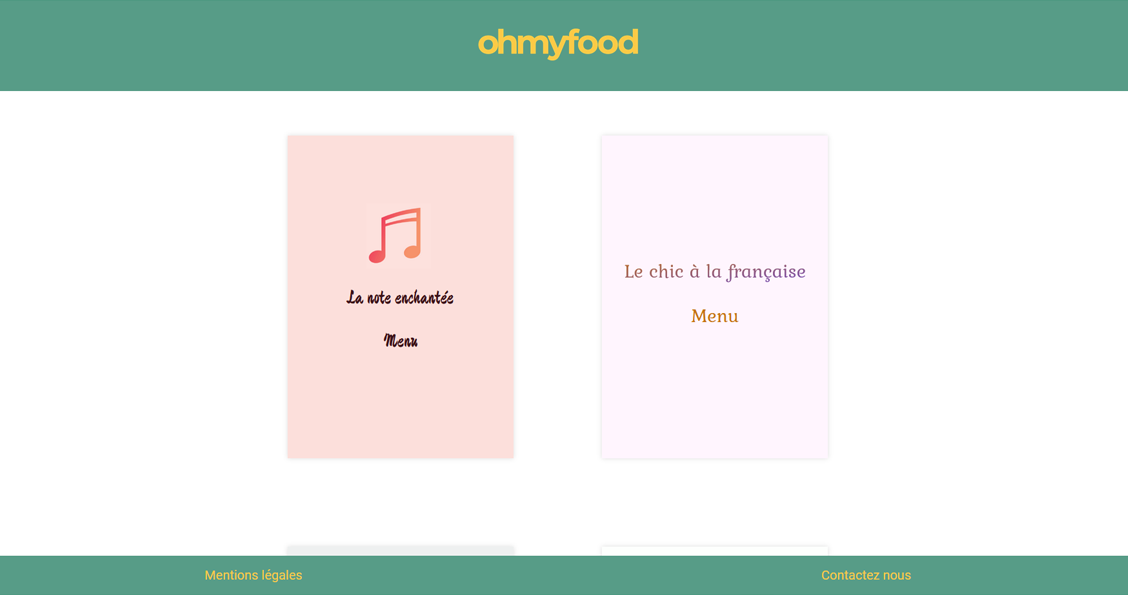 ohmyfood
La note enchantée
Menu
Le chic à la française
Menu
Mentions légales
Contactez nous